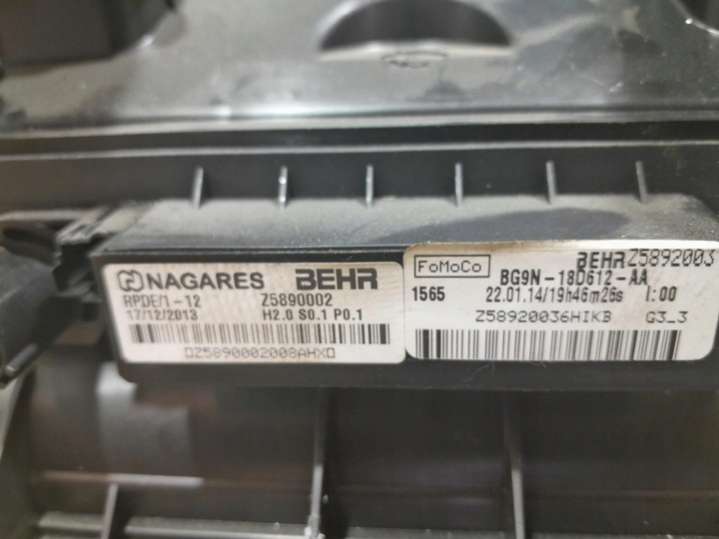 NAGARES BEHR
RPDE/1-12 Z5890002
17/12/2013 H2.0 S0.1 P0.1
Z5890002008AHX
BEHR Z5892003
FoMoCo BG9N-18D612-AA
1565 22.01.14/19h46m26s I:00
Z58920036HIKB G3_3